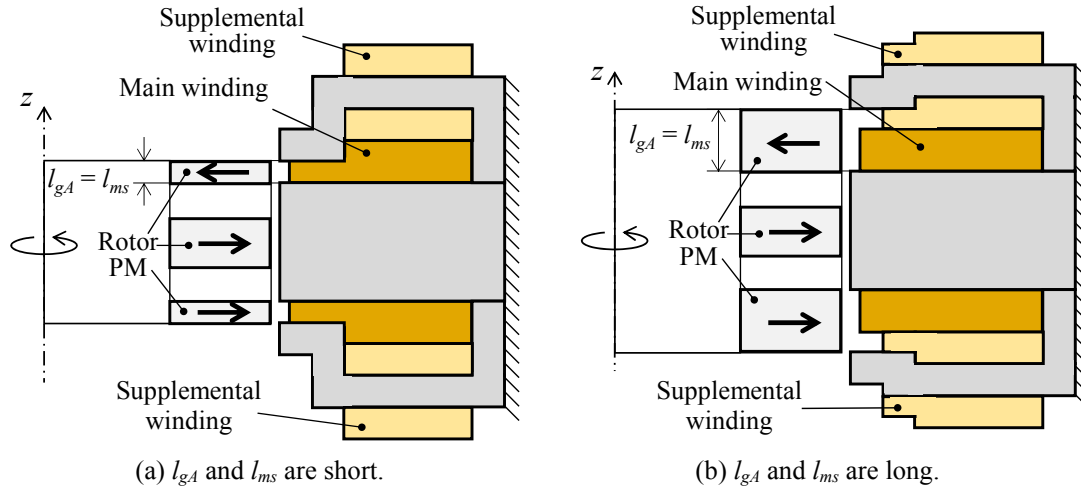 Supplemental
winding
z
Main winding
l_gA = l_ms
Rotor
PM
Supplemental
winding
(a) l_gA and l_ms are short.
Supplemental
winding
z
Main winding
l_gA = l_ms
Rotor
PM
Supplemental
winding
(b) l_gA and l_ms are long.